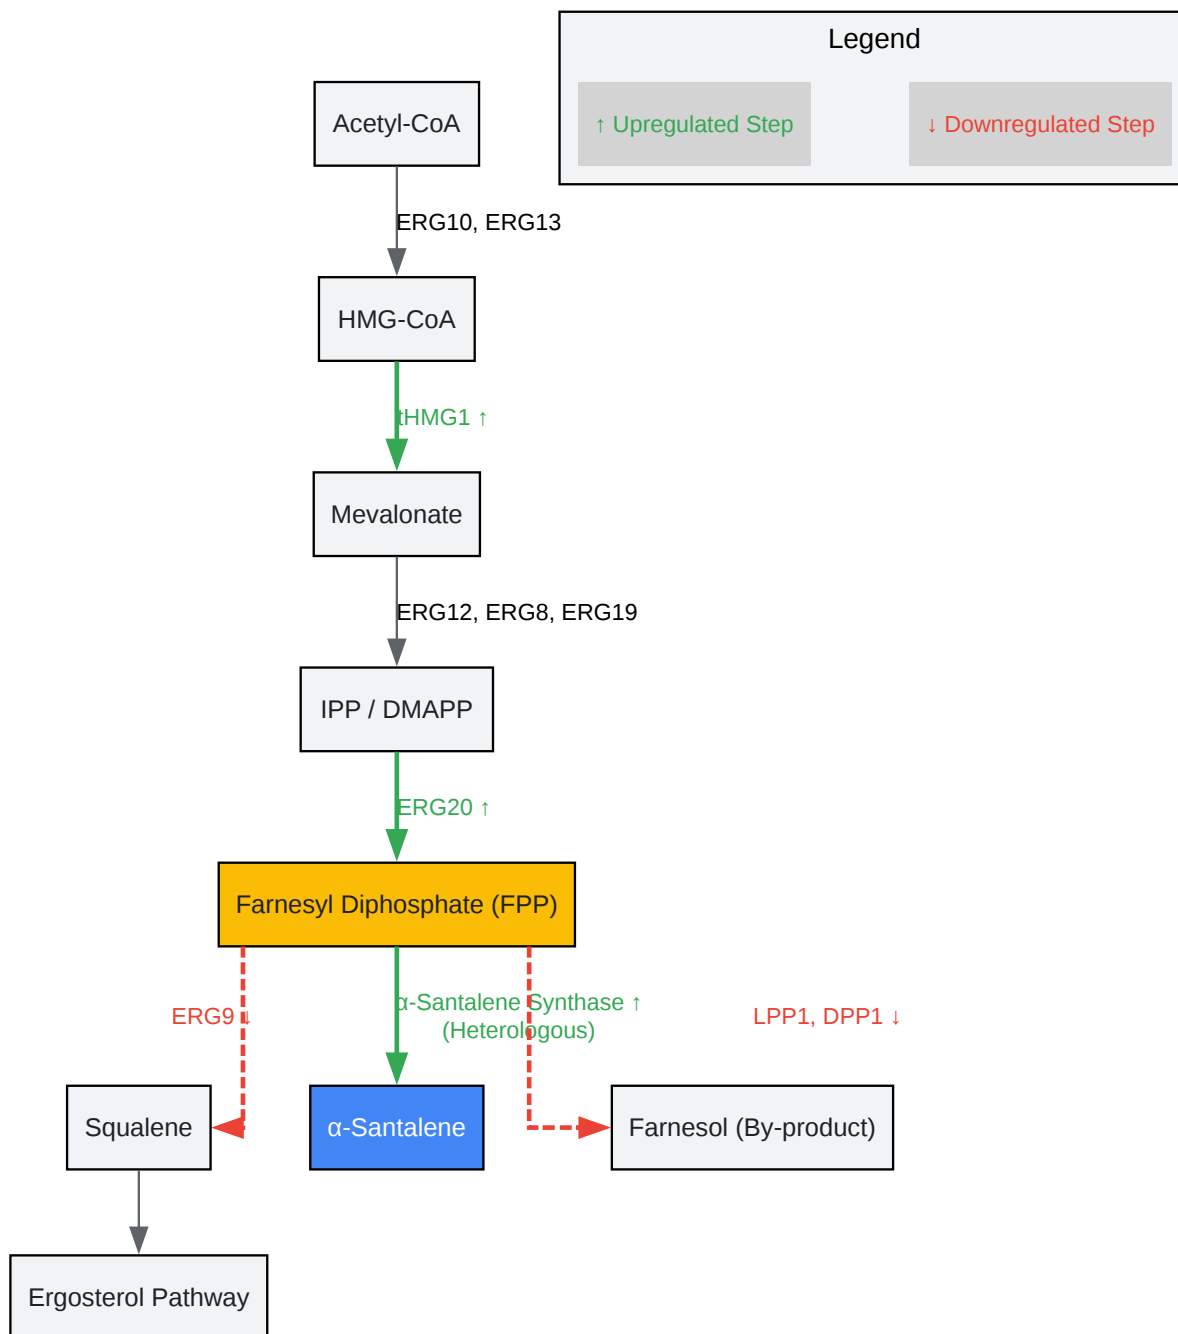 Legend
↑ Upregulated Step
↓ Downregulated Step
Acetyl-CoA
ERG10, ERG13
HMG-CoA
tHMG1 ↑
Mevalonate
ERG12, ERG8, ERG19
IPP / DMAPP
ERG20 ↑
Farnesyl Diphosphate (FPP)
ERG9 ↓
α-Santalene Synthase ↑
(Heterologous)
LPP1, DPP1 ↓
Squalene
α-Santalene
Farnesol (By-product)
Ergosterol Pathway